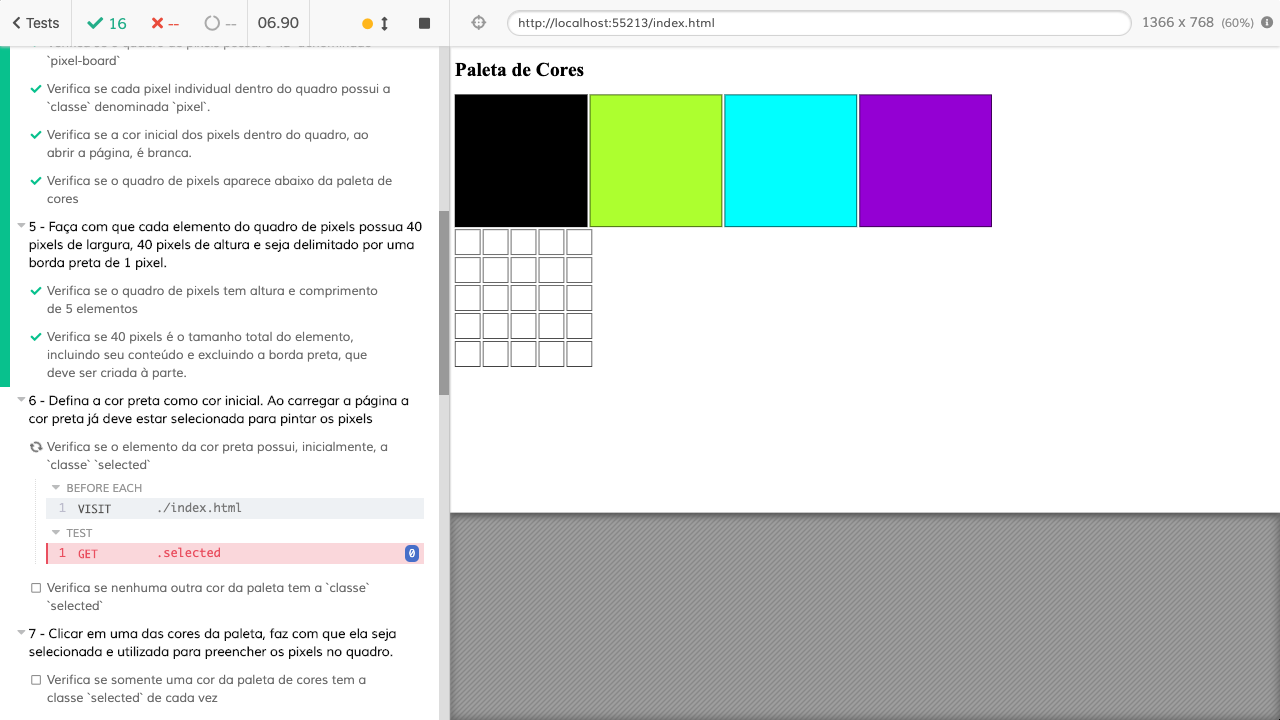 Tests
16
--
--
06.90
http://localhost:55213/index.html
1366 x 768 (60%)
`pixel-board`
Verifica se cada pixel individual dentro do quadro possui a
`classe` denominada `pixel`.
Verifica se a cor inicial dos pixels dentro do quadro, ao
abrir a página, é branca.
Verifica se o quadro de pixels aparece abaixo da paleta de
cores
5 - Faça com que cada elemento do quadro de pixels possua 40
pixels de largura, 40 pixels de altura e seja delimitado por uma
borda preta de 1 pixel.
Verifica se o quadro de pixels tem altura e comprimento
de 5 elementos
Verifica se 40 pixels é o tamanho total do elemento,
incluindo seu conteúdo e excluindo a borda preta, que
deve ser criada à parte.
6 - Defina a cor preta como cor inicial. Ao carregar a página a
cor preta já deve estar selecionada para pintar os pixels
Verifica se o elemento da cor preta possui, inicialmente, a
`classe` `selected`
BEFORE EACH
1 VISIT ./index.html
TEST
1 GET .selected 0
Verifica se nenhuma outra cor da paleta tem a `classe`
`selected`
7 - Clicar em uma das cores da paleta, faz com que ela seja
selecionada e utilizada para preencher os pixels no quadro.
Verifica se somente uma cor da paleta de cores tem a
classe `selected` de cada vez
Paleta de Cores